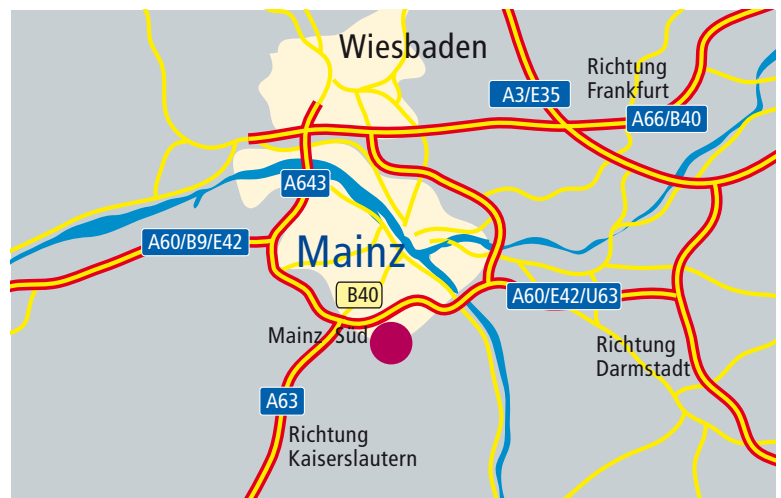 Wiesbaden
Richtung
Frankfurt
A3/E35
A66/B40
A643
A60/B9/E42
Mainz
B40
A60/E42/U63
Mainz Süd
Richtung
Darmstadt
A63
Richtung
Kaiserslautern